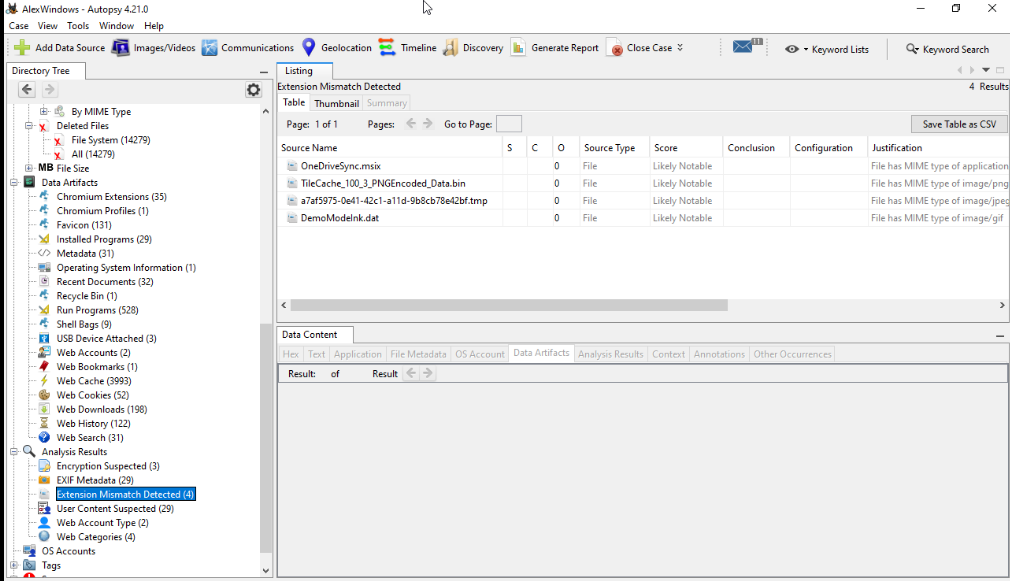 AlexWindows - Autopsy 4.21.0
Case View Tools Window Help
Add Data Source Images/Videos Communications Geolocation Timeline Discovery Generate Report Close Case 11 Keyword Lists Keyword Search
Directory Tree
By MIME Type
Deleted Files
File System (14279)
All (14279)
MB File Size
Data Artifacts
Chromium Extensions (35)
Chromium Profiles (1)
Favicon (131)
Installed Programs (29)
Metadata (31)
Operating System Information (1)
Recent Documents (32)
Recycle Bin (1)
Run Programs (528)
Shell Bags (9)
USB Device Attached (3)
Web Accounts (2)
Web Bookmarks (1)
Web Cache (3993)
Web Cookies (52)
Web Downloads (198)
Web History (122)
Web Search (31)
Analysis Results
Encryption Suspected (3)
EXIF Metadata (29)
Extension Mismatch Detected (4)
User Content Suspected (29)
Web Account Type (2)
Web Categories (4)
OS Accounts
Tags
Listing
Extension Mismatch Detected 4 Results
Table Thumbnail Summary
Page: 1 of 1 Pages: Go to Page: Save Table as CSV
Source Name S C O Source Type Score Conclusion Configuration Justification
OneDriveSync.msix 0 File Likely Notable File has MIME type of application
TileCache_100_3_PNGEncoded_Data.bin 0 File Likely Notable File has MIME type of image/png
a7af5975-0e41-42c1-a11d-9b8cb78e42bf.tmp 0 File Likely Notable File has MIME type of image/jpeg
DemoModeInk.dat 0 File Likely Notable File has MIME type of image/gif
Data Content
Hex Text Application File Metadata OS Account Data Artifacts Analysis Results Context Annotations Other Occurrences
Result: of Result